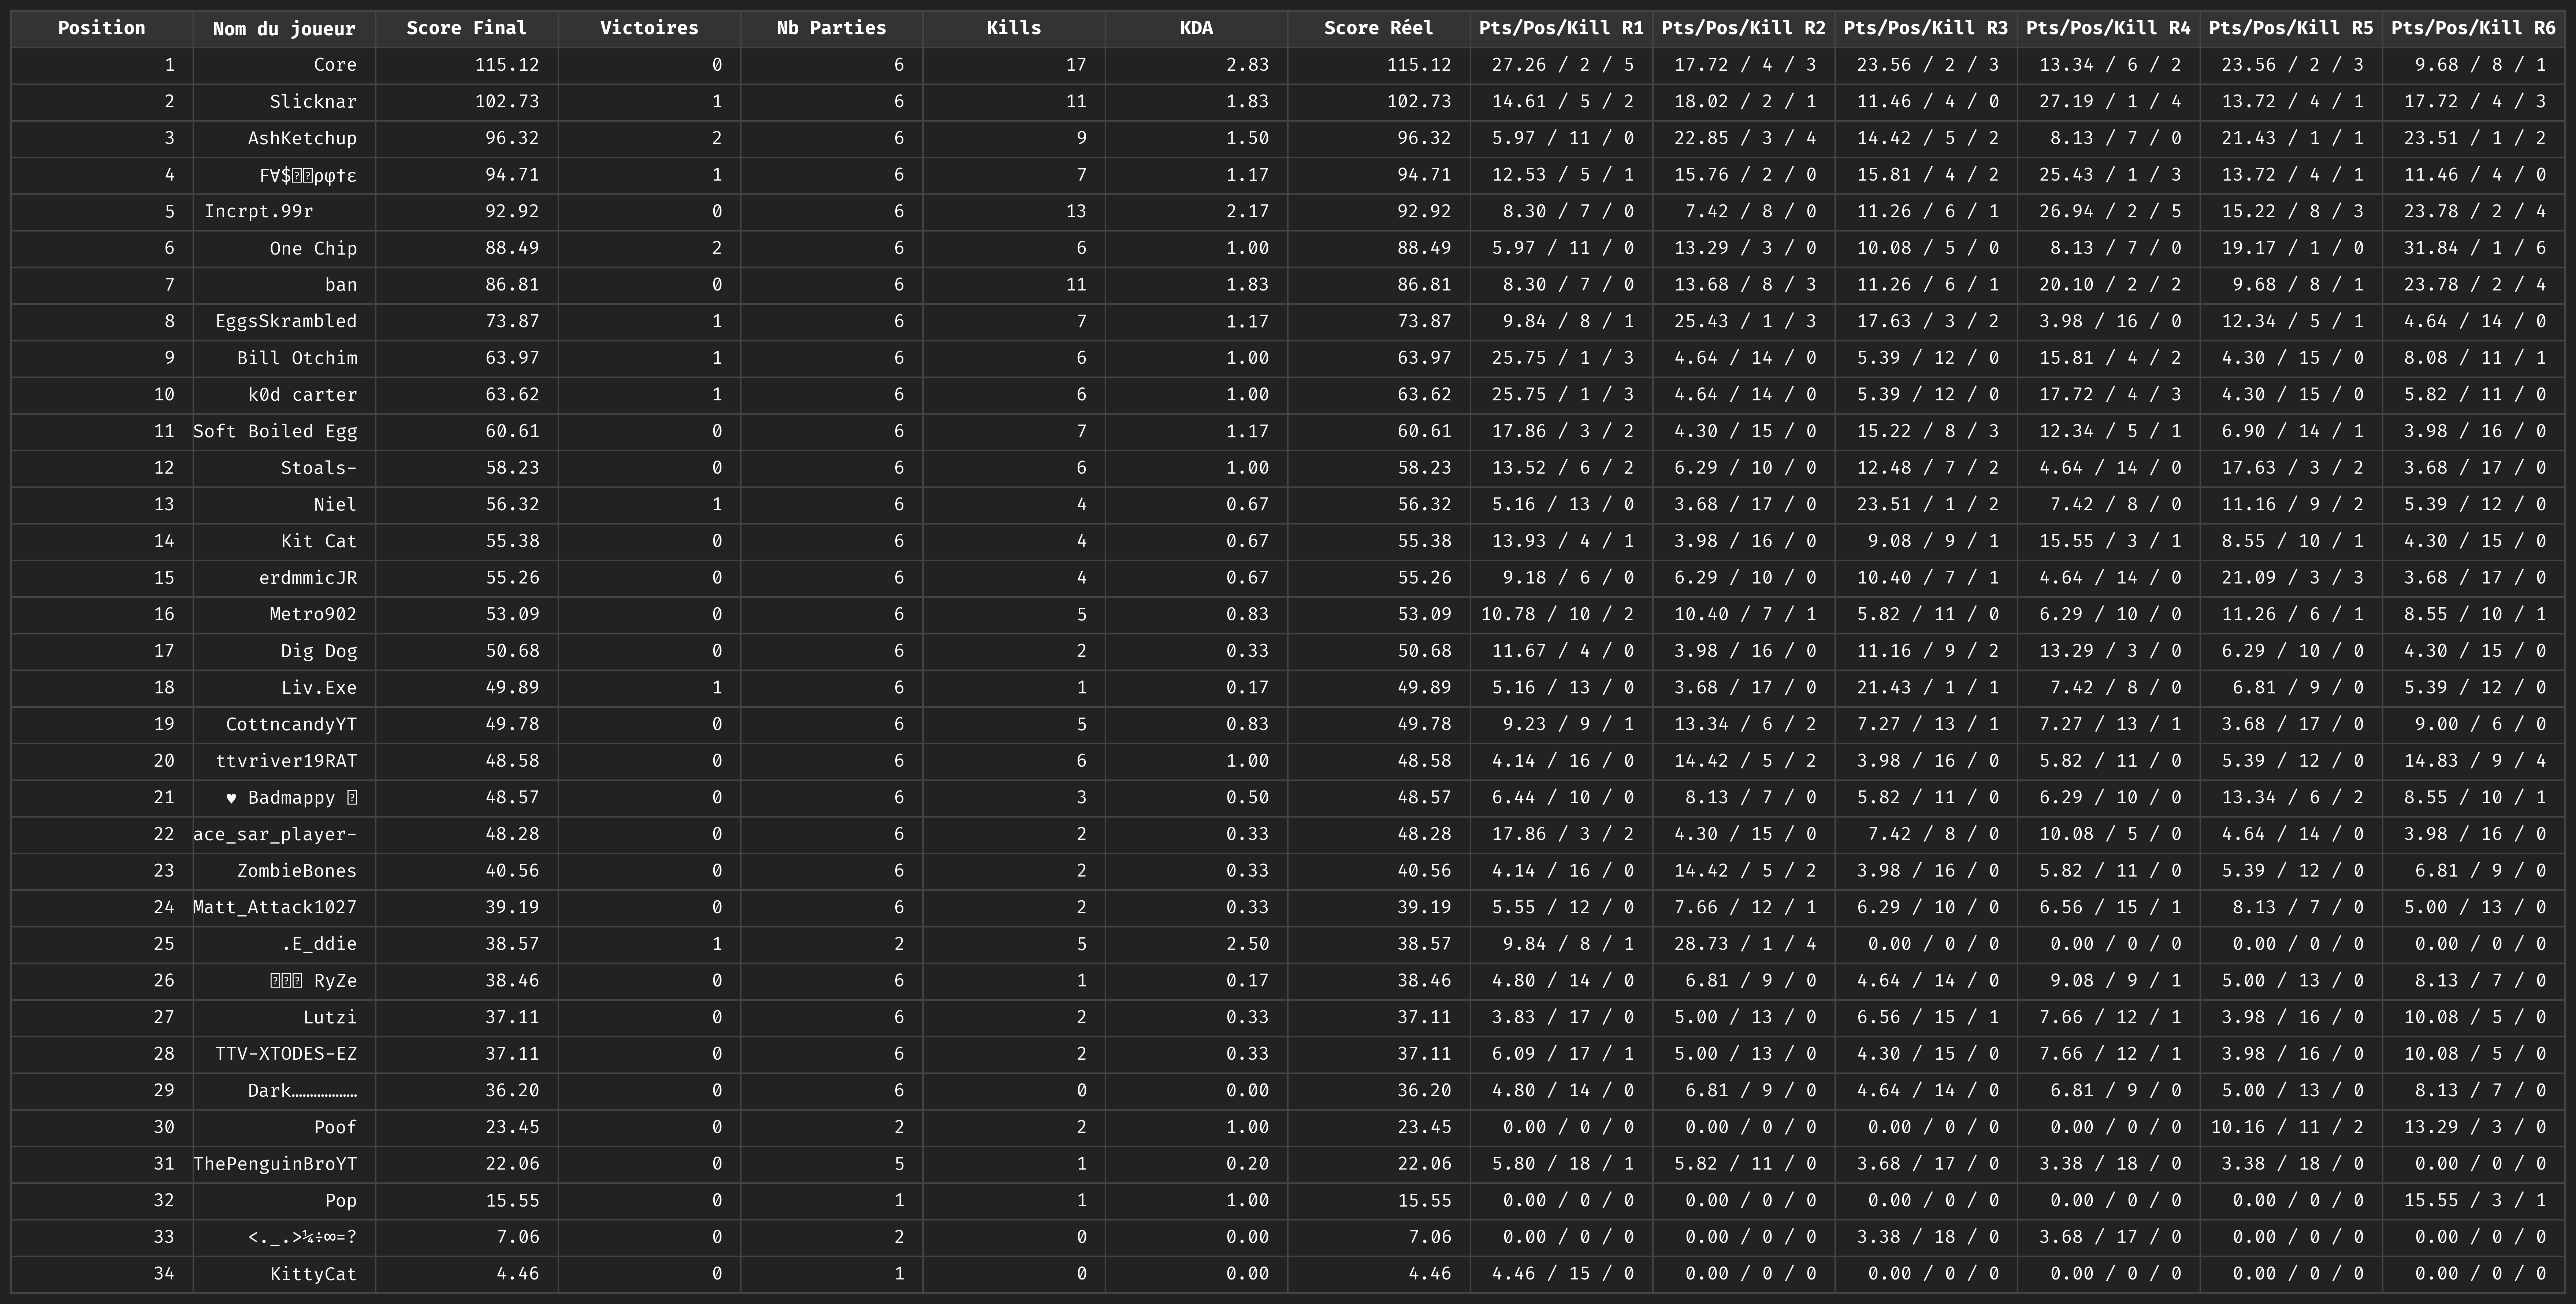 Position Nom du joueur Score Final Victoires Nb Parties Kills KDA Score Réel Pts/Pos/Kill R1 Pts/Pos/Kill R2 Pts/Pos/Kill R3 Pts/Pos/Kill R4 Pts/Pos/Kill R5 Pts/Pos/Kill R6
1 Core 115.12 0 6 17 2.83 115.12 27.26 / 2 / 5 17.72 / 4 / 3 23.56 / 2 / 3 13.34 / 6 / 2 23.56 / 2 / 3 9.68 / 8 / 1
2 Slicknar 102.73 1 6 11 1.83 102.73 14.61 / 5 / 2 18.02 / 2 / 1 11.46 / 4 / 0 27.19 / 1 / 4 13.72 / 4 / 1 17.72 / 4 / 3
3 AshKetchup 96.32 2 6 9 1.50 96.32 5.97 / 11 / 0 22.85 / 3 / 4 14.42 / 5 / 2 8.13 / 7 / 0 21.43 / 1 / 1 23.51 / 1 / 2
4 F∀$ρφ†ε 94.71 1 6 7 1.17 94.71 12.53 / 5 / 1 15.76 / 2 / 0 15.81 / 4 / 2 25.43 / 1 / 3 13.72 / 4 / 1 11.46 / 4 / 0
5 Incrpt.99r 92.92 0 6 13 2.17 92.92 8.30 / 7 / 0 7.42 / 8 / 0 11.26 / 6 / 1 26.94 / 2 / 5 15.22 / 8 / 3 23.78 / 2 / 4
6 One Chip 88.49 2 6 6 1.00 88.49 5.97 / 11 / 0 13.29 / 3 / 0 10.08 / 5 / 0 8.13 / 7 / 0 19.17 / 1 / 0 31.84 / 1 / 6
7 ban 86.81 0 6 11 1.83 86.81 8.30 / 7 / 0 13.68 / 8 / 3 11.26 / 6 / 1 20.10 / 2 / 2 9.68 / 8 / 1 23.78 / 2 / 4
8 EggsSkrambled 73.87 1 6 7 1.17 73.87 9.84 / 8 / 1 25.43 / 1 / 3 17.63 / 3 / 2 3.98 / 16 / 0 12.34 / 5 / 1 4.64 / 14 / 0
9 Bill Otchim 63.97 1 6 6 1.00 63.97 25.75 / 1 / 3 4.64 / 14 / 0 5.39 / 12 / 0 15.81 / 4 / 2 4.30 / 15 / 0 8.08 / 11 / 1
10 k0d carter 63.62 1 6 6 1.00 63.62 25.75 / 1 / 3 4.64 / 14 / 0 5.39 / 12 / 0 17.72 / 4 / 3 4.30 / 15 / 0 5.82 / 11 / 0
11 Soft Boiled Egg 60.61 0 6 7 1.17 60.61 17.86 / 3 / 2 4.30 / 15 / 0 15.22 / 8 / 3 12.34 / 5 / 1 6.90 / 14 / 1 3.98 / 16 / 0
12 Stoals- 58.23 0 6 6 1.00 58.23 13.52 / 6 / 2 6.29 / 10 / 0 12.48 / 7 / 2 4.64 / 14 / 0 17.63 / 3 / 2 3.68 / 17 / 0
13 Niel 56.32 1 6 4 0.67 56.32 5.16 / 13 / 0 3.68 / 17 / 0 23.51 / 1 / 2 7.42 / 8 / 0 11.16 / 9 / 2 5.39 / 12 / 0
14 Kit Cat 55.38 0 6 4 0.67 55.38 13.93 / 4 / 1 3.98 / 16 / 0 9.08 / 9 / 1 15.55 / 3 / 1 8.55 / 10 / 1 4.30 / 15 / 0
15 erdmmicJR 55.26 0 6 4 0.67 55.26 9.18 / 6 / 0 6.29 / 10 / 0 10.40 / 7 / 1 4.64 / 14 / 0 21.09 / 3 / 3 3.68 / 17 / 0
16 Metro902 53.09 0 6 5 0.83 53.09 10.78 / 10 / 2 10.40 / 7 / 1 5.82 / 11 / 0 6.29 / 10 / 0 11.26 / 6 / 1 8.55 / 10 / 1
17 Dig Dog 50.68 0 6 2 0.33 50.68 11.67 / 4 / 0 3.98 / 16 / 0 11.16 / 9 / 2 13.29 / 3 / 0 6.29 / 10 / 0 4.30 / 15 / 0
18 Liv.Exe 49.89 1 6 1 0.17 49.89 5.16 / 13 / 0 3.68 / 17 / 0 21.43 / 1 / 1 7.42 / 8 / 0 6.81 / 9 / 0 5.39 / 12 / 0
19 CottncandyYT 49.78 0 6 5 0.83 49.78 9.23 / 9 / 1 13.34 / 6 / 2 7.27 / 13 / 1 7.27 / 13 / 1 3.68 / 17 / 0 9.00 / 6 / 0
20 ttvriver19RAT 48.58 0 6 6 1.00 48.58 4.14 / 16 / 0 14.42 / 5 / 2 3.98 / 16 / 0 5.82 / 11 / 0 5.39 / 12 / 0 14.83 / 9 / 4
21 ♥ Badmappy 48.57 0 6 3 0.50 48.57 6.44 / 10 / 0 8.13 / 7 / 0 5.82 / 11 / 0 6.29 / 10 / 0 13.34 / 6 / 2 8.55 / 10 / 1
22 ace_sar_player- 48.28 0 6 2 0.33 48.28 17.86 / 3 / 2 4.30 / 15 / 0 7.42 / 8 / 0 10.08 / 5 / 0 4.64 / 14 / 0 3.98 / 16 / 0
23 ZombieBones 40.56 0 6 2 0.33 40.56 4.14 / 16 / 0 14.42 / 5 / 2 3.98 / 16 / 0 5.82 / 11 / 0 5.39 / 12 / 0 6.81 / 9 / 0
24 Matt_Attack1027 39.19 0 6 2 0.33 39.19 5.55 / 12 / 0 7.66 / 12 / 1 6.29 / 10 / 0 6.56 / 15 / 1 8.13 / 7 / 0 5.00 / 13 / 0
25 .E_ddie 38.57 1 2 5 2.50 38.57 9.84 / 8 / 1 28.73 / 1 / 4 0.00 / 0 / 0 0.00 / 0 / 0 0.00 / 0 / 0 0.00 / 0 / 0
26 RyZe 38.46 0 6 1 0.17 38.46 4.80 / 14 / 0 6.81 / 9 / 0 4.64 / 14 / 0 9.08 / 9 / 1 5.00 / 13 / 0 8.13 / 7 / 0
27 Lutzi 37.11 0 6 2 0.33 37.11 3.83 / 17 / 0 5.00 / 13 / 0 6.56 / 15 / 1 7.66 / 12 / 1 3.98 / 16 / 0 10.08 / 5 / 0
28 TTV-XTODES-EZ 37.11 0 6 2 0.33 37.11 6.09 / 17 / 1 5.00 / 13 / 0 4.30 / 15 / 0 7.66 / 12 / 1 3.98 / 16 / 0 10.08 / 5 / 0
29 Dark……………… 36.20 0 6 0 0.00 36.20 4.80 / 14 / 0 6.81 / 9 / 0 4.64 / 14 / 0 6.81 / 9 / 0 5.00 / 13 / 0 8.13 / 7 / 0
30 Poof 23.45 0 2 2 1.00 23.45 0.00 / 0 / 0 0.00 / 0 / 0 0.00 / 0 / 0 0.00 / 0 / 0 10.16 / 11 / 2 13.29 / 3 / 0
31 ThePenguinBroYT 22.06 0 5 1 0.20 22.06 5.80 / 18 / 1 5.82 / 11 / 0 3.68 / 17 / 0 3.38 / 18 / 0 3.38 / 18 / 0 0.00 / 0 / 0
32 Pop 15.55 0 1 1 1.00 15.55 0.00 / 0 / 0 0.00 / 0 / 0 0.00 / 0 / 0 0.00 / 0 / 0 0.00 / 0 / 0 15.55 / 3 / 1
33 <._.>¼÷∞=? 7.06 0 2 0 0.00 7.06 0.00 / 0 / 0 0.00 / 0 / 0 3.38 / 18 / 0 3.68 / 17 / 0 0.00 / 0 / 0 0.00 / 0 / 0
34 KittyCat 4.46 0 1 0 0.00 4.46 4.46 / 15 / 0 0.00 / 0 / 0 0.00 / 0 / 0 0.00 / 0 / 0 0.00 / 0 / 0 0.00 / 0 / 0